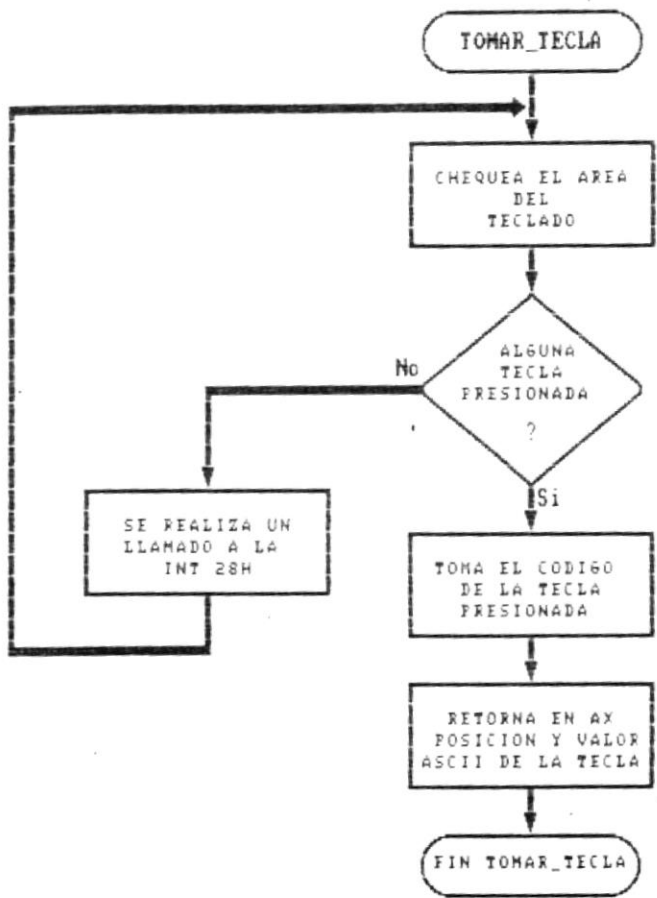 TOMAR_TECLA
CHEQUEA EL AREA
DEL
TECLADO
ALGUNA
TECLA
PRESIONADA
?
No
Si
SE REALIZA UN
LLAMADO A LA
INT 28H
TOMA EL CODIGO
DE LA TECLA
PRESIONADA
RETORNA EN AX
POSICION Y VALOR
ASCII DE LA TECLA
FIN TOMAR_TECLA